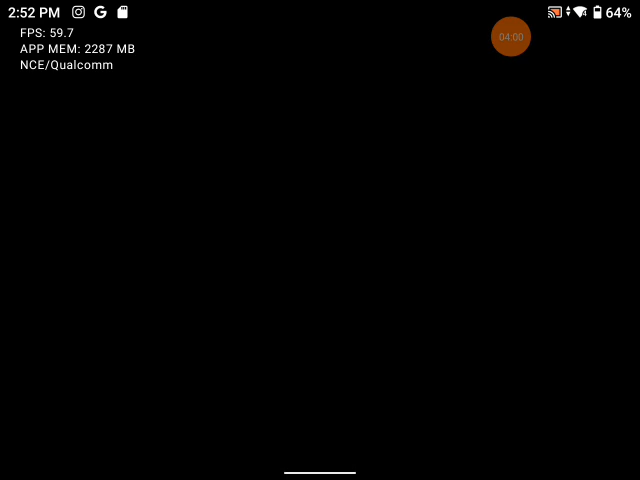 2:52 PM 64%
FPS: 59.7
04:00
APP MEM: 2287 MB
NCE/Qualcomm